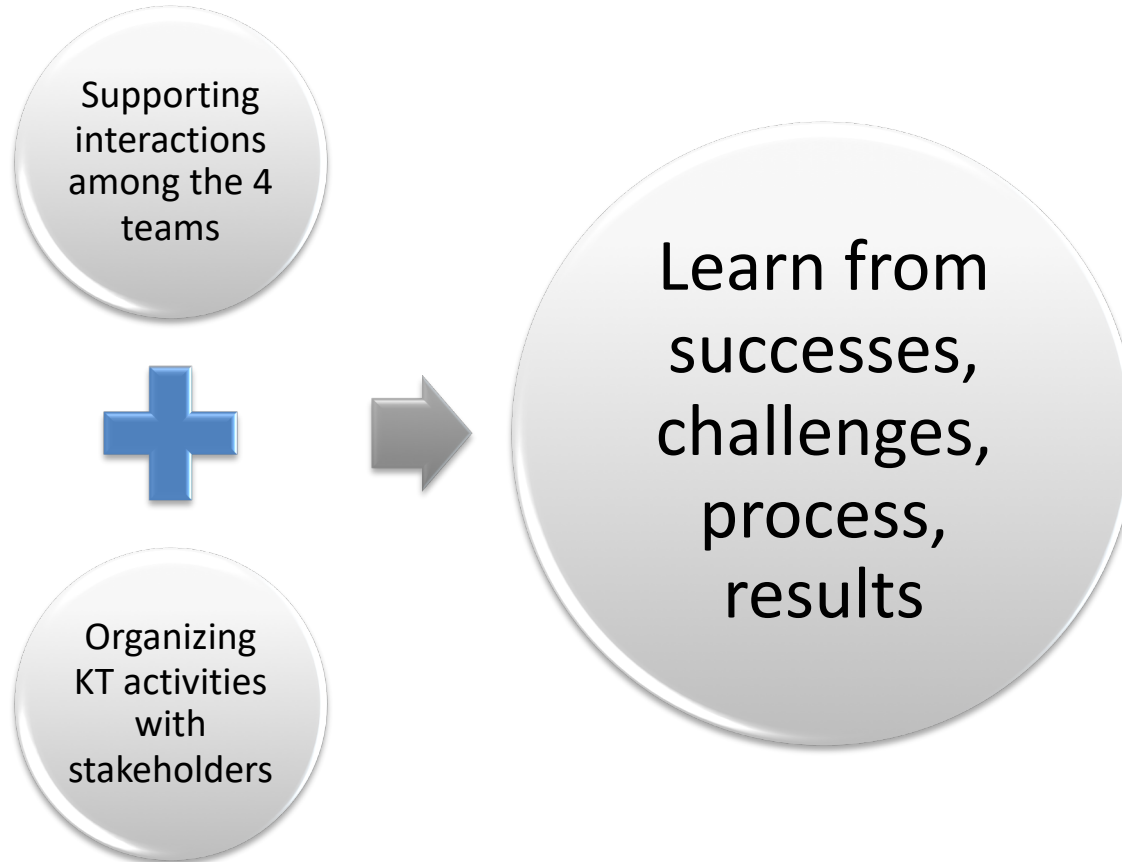 Supporting
interactions
among the 4
teams
Organizing
KT activities
with
stakeholders
Learn from
successes,
challenges,
process,
results